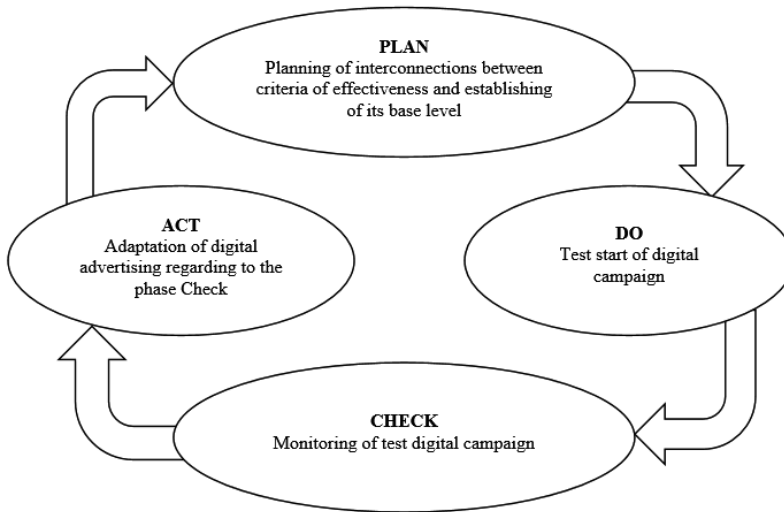 PLAN
Planning of interconnections between
criteria of effectiveness and establishing
of its base level
ACT
Adaptation of digital
advertising regarding to the
phase Check
DO
Test start of digital
campaign
CHECK
Monitoring of test digital campaign